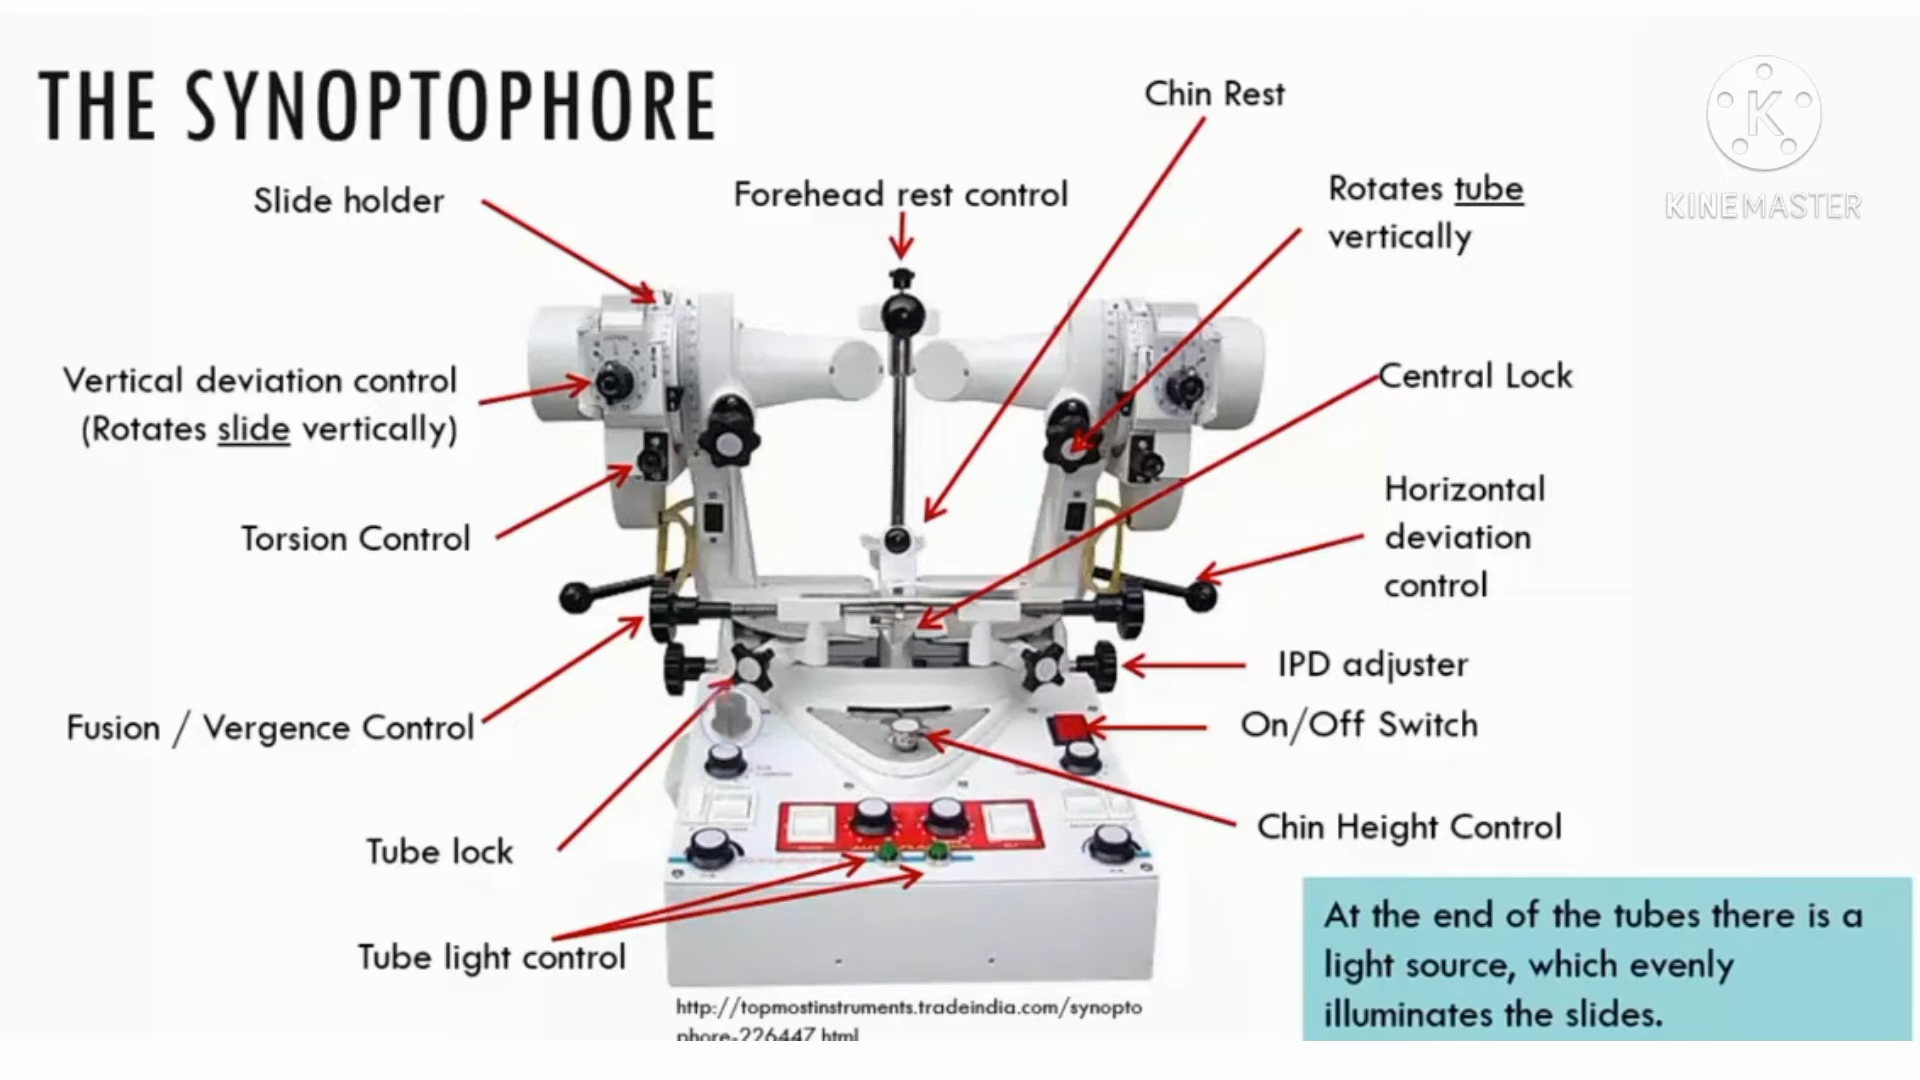 THE SYNOPTOPHORE
Chin Rest
K
KINEMASTER
Slide holder
Forehead rest control
Rotates tube
vertically
Vertical deviation control
(Rotates slide vertically)
Central Lock
Torsion Control
Horizontal
deviation
control
IPD adjuster
Fusion / Vergence Control
On/Off Switch
Tube lock
Chin Height Control
Tube light control
At the end of the tubes there is a
light source, which evenly
illuminates the slides.
http://topmostinstruments.tradeindia.com/synopto
phore-226447.html